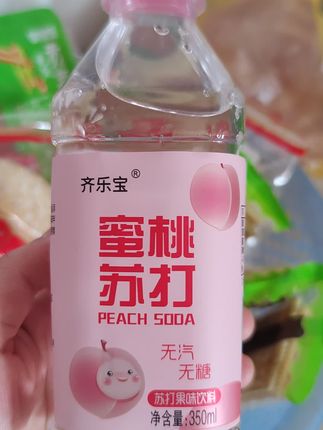 齐乐宝®
蜜桃
苏打
PEACH SODA
无汽
无糖
苏打果味饮料
净含量:350ml